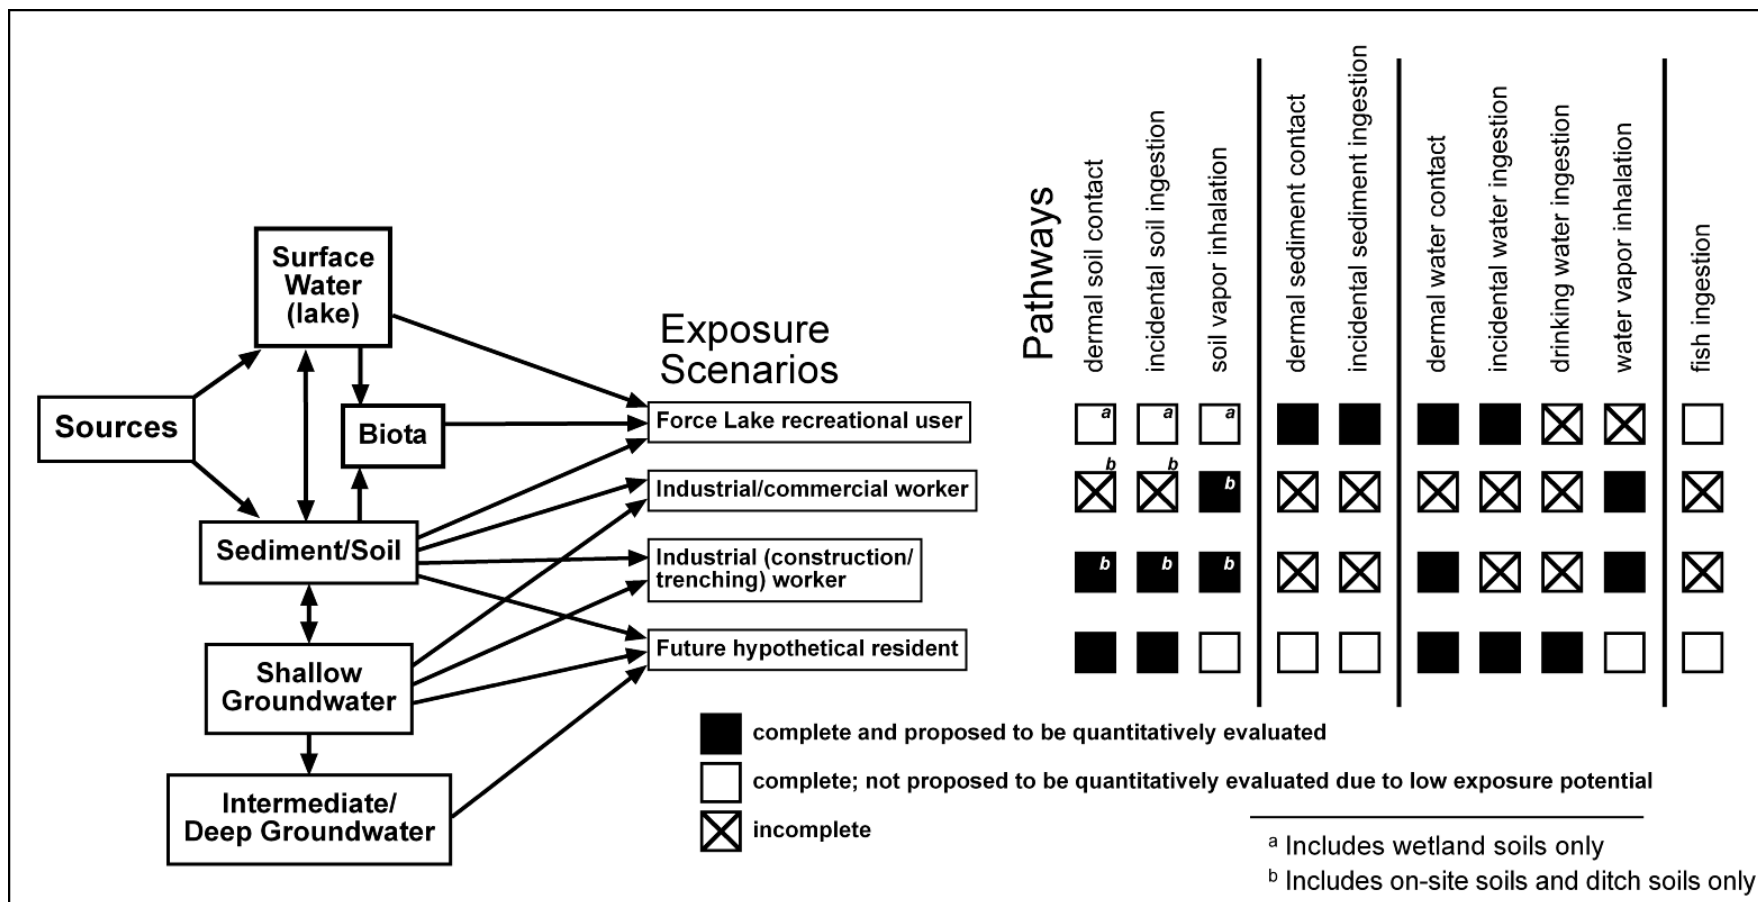 Surface
Water
(lake)
Sources
Biota
Sediment/Soil
Shallow
Groundwater
Intermediate/
Deep Groundwater
Exposure
Scenarios
Force Lake recreational user
Industrial/commercial worker
Industrial (construction/
trenching) worker
Future hypothetical resident
Pathways
dermal soil contact
incidental soil ingestion
soil vapor inhalation
dermal sediment contact
incidental sediment ingestion
dermal water contact
incidental water ingestion
drinking water ingestion
water vapor inhalation
fish ingestion
a a a
b b b
b b b
complete and proposed to be quantitatively evaluated
complete; not proposed to be quantitatively evaluated due to low exposure potential
incomplete
a Includes wetland soils only
b Includes on-site soils and ditch soils only